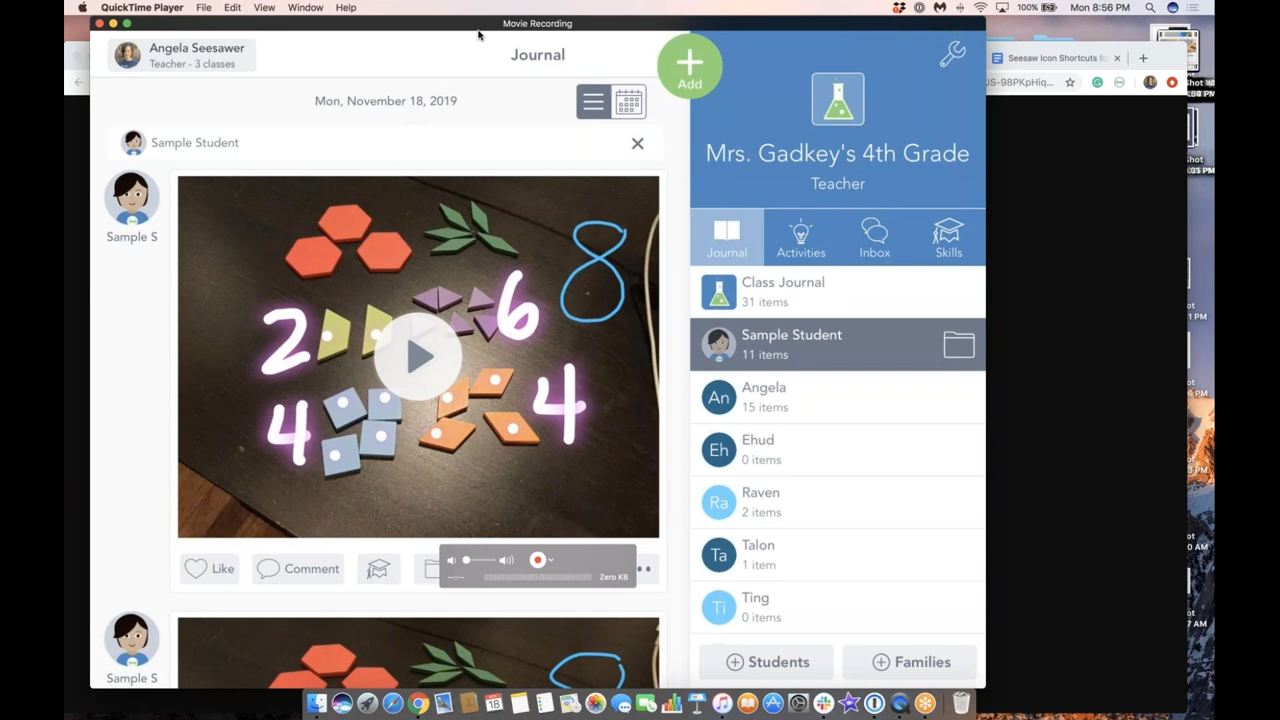 QuickTime Player File Edit View Window Help
100%
Mon 8:56 PM
Movie Recording
Angela Seesawer
Teacher - 3 classes
Journal
Add
Mon, November 18, 2019
Sample Student
Sample S
8
2
6
4
4
Like
Comment
--:--
Zero KB
Sample S
Mrs. Gadkey's 4th Grade
Teacher
Journal
Activities
Inbox
Skills
Class Journal
31 items
Sample Student
11 items
An
Angela
15 items
Eh
Ehud
0 items
Ra
Raven
2 items
Ta
Talon
1 item
Ti
Ting
0 items
Students
Families
Seesaw Icon Shortcuts fo
JS-98PKpHiq...
18